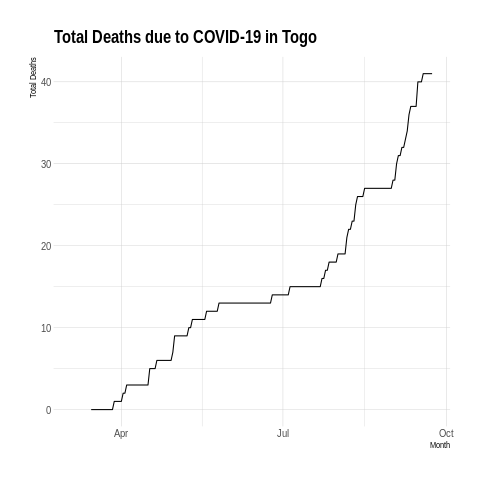 Total Deaths due to COVID-19 in Togo
Total Deaths
40
30
20
10
0
Apr
Jul
Oct
Month